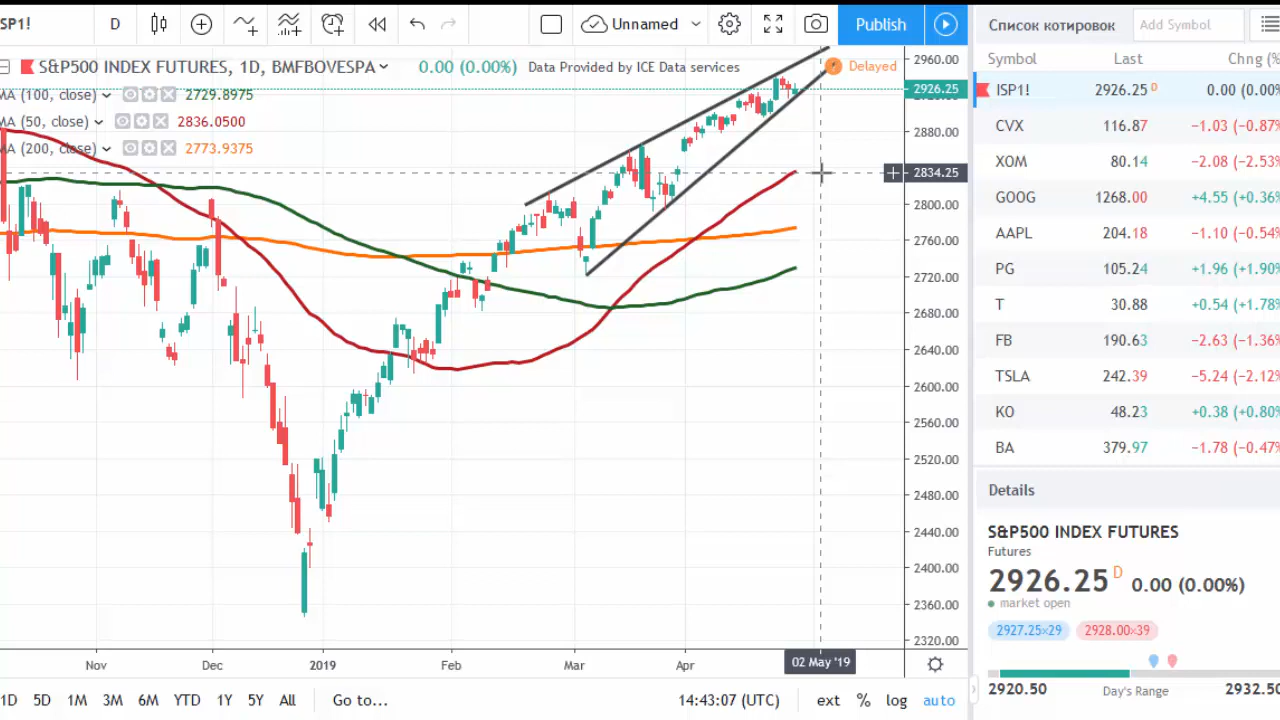 SP1!
D
Unnamed
Publish
S&P500 INDEX FUTURES, 1D, BMFBOVESPA
0.00 (0.00%)
Data Provided by ICE Data services
Delayed
MA (100, close)
2729.8975
MA (50, close)
2836.0500
MA (200, close)
2773.9375
2960.00
2926.25
2880.00
2834.25
2800.00
2760.00
2720.00
2680.00
2640.00
2600.00
2560.00
2520.00
2480.00
2440.00
2400.00
2360.00
2320.00
Nov
Dec
2019
Feb
Mar
Apr
02 May '19
1D 5D 1M 3M 6M YTD 1Y 5Y All
Go to...
14:43:07 (UTC)
ext % log auto
Список котировок
Add Symbol
Symbol Last Chng (%
ISP1! 2926.25 D 0.00 (0.00%
CVX 116.87 −1.03 (−0.87%
XOM 80.14 −2.08 (−2.53%
GOOG 1268.00 +4.55 (+0.36%
AAPL 204.18 −1.10 (−0.54%
PG 105.24 +1.96 (+1.90%
T 30.88 +0.54 (+1.78%
FB 190.63 −2.63 (−1.36%
TSLA 242.39 −5.24 (−2.12%
KO 48.23 +0.38 (+0.80%
BA 379.97 −1.78 (−0.47%
Details
S&P500 INDEX FUTURES
Futures
2926.25 D 0.00 (0.00%)
market open
2927.25×29 2928.00×39
2920.50 Day's Range 2932.50